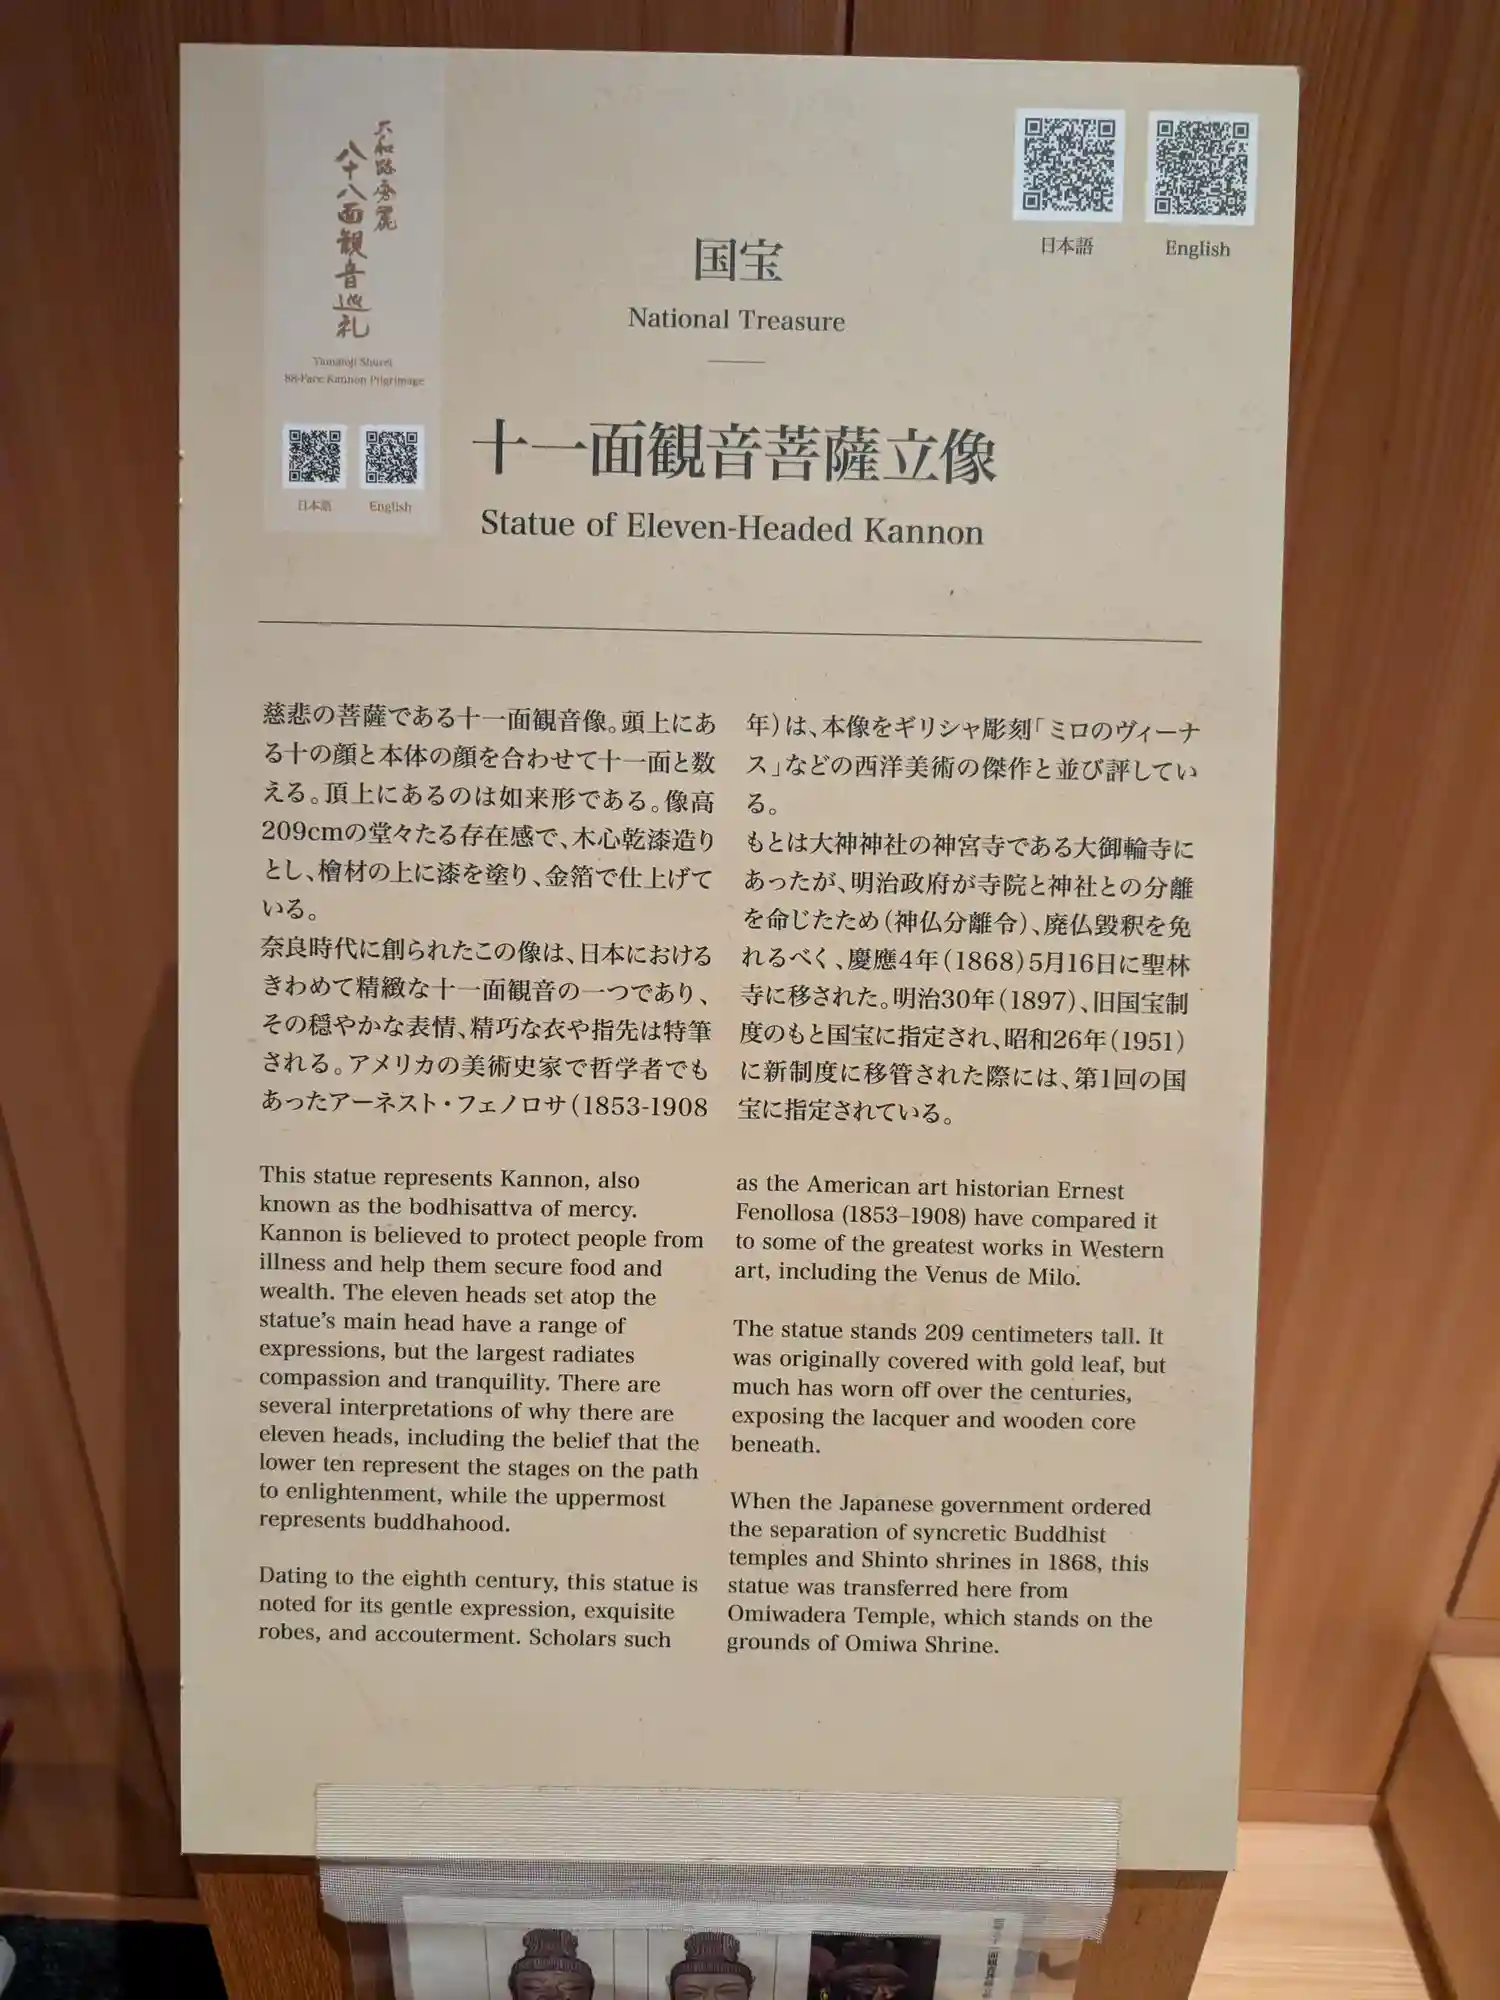 大和路秀麗
八十八面観音巡礼
Yamatoji Shurei
88-Face Kannon Pilgrimage
日本語
English
日本語
English
国宝
National Treasure
十一面観音菩薩立像
Statue of Eleven-Headed Kannon
慈悲の菩薩である十一面観音像。頭上にあ
る十の顔と本体の顔を合わせて十一面と数
える。頂上にあるのは如来形である。像高
209cmの堂々たる存在感で、木心乾漆造り
とし、檜材の上に漆を塗り、金箔で仕上げて
いる。
奈良時代に創られたこの像は、日本における
きわめて精緻な十一面観音の一つであり、
その穏やかな表情、精巧な衣や指先は特筆
される。アメリカの美術史家で哲学者でも
あったアーネスト・フェノロサ(1853-1908
年)は、本像をギリシャ彫刻「ミロのヴィーナ
ス」などの西洋美術の傑作と並び評してい
る。
もとは大神神社の神宮寺である大御輪寺に
あったが、明治政府が寺院と神社との分離
を命じたため(神仏分離令)、廃仏毀釈を免
れるべく、慶應4年(1868)5月16日に聖林
寺に移された。明治30年(1897)、旧国宝制
度のもと国宝に指定され、昭和26年(1951)
に新制度に移管された際には、第1回の国
宝に指定されている。
This statue represents Kannon, also
known as the bodhisattva of mercy.
Kannon is believed to protect people from
illness and help them secure food and
wealth. The eleven heads set atop the
statue's main head have a range of
expressions, but the largest radiates
compassion and tranquility. There are
several interpretations of why there are
eleven heads, including the belief that the
lower ten represent the stages on the path
to enlightenment, while the uppermost
represents buddhahood.
Dating to the eighth century, this statue is
noted for its gentle expression, exquisite
robes, and accouterment. Scholars such
as the American art historian Ernest
Fenollosa (1853–1908) have compared it
to some of the greatest works in Western
art, including the Venus de Milo.
The statue stands 209 centimeters tall. It
was originally covered with gold leaf, but
much has worn off over the centuries,
exposing the lacquer and wooden core
beneath.
When the Japanese government ordered
the separation of syncretic Buddhist
temples and Shinto shrines in 1868, this
statue was transferred here from
Omiwadera Temple, which stands on the
grounds of Omiwa Shrine.